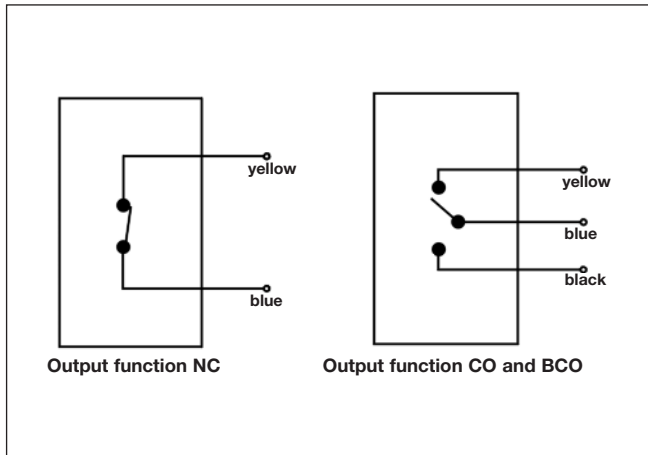 yellow
blue
Output function NC
yellow
blue
black
Output function CO and BCO